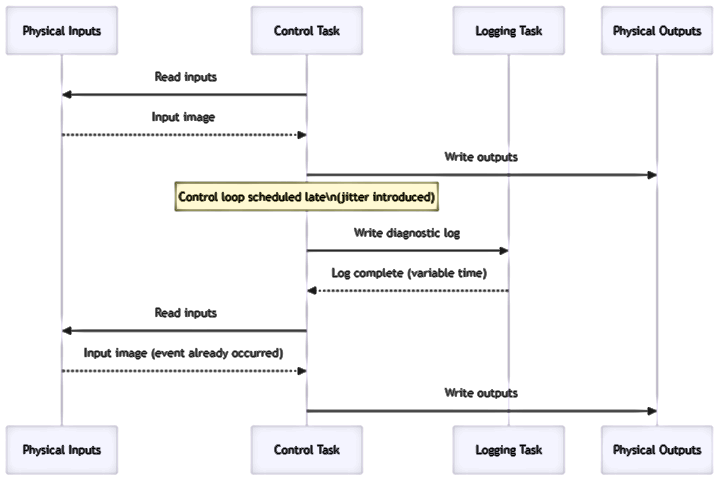 Physical Inputs
Control Task
Logging Task
Physical Outputs
Read inputs
Input image
Write outputs
Control loop scheduled late\n(jitter introduced)
Write diagnostic log
Log complete (variable time)
Read inputs
Input image (event already occurred)
Write outputs
Physical Inputs
Control Task
Logging Task
Physical Outputs